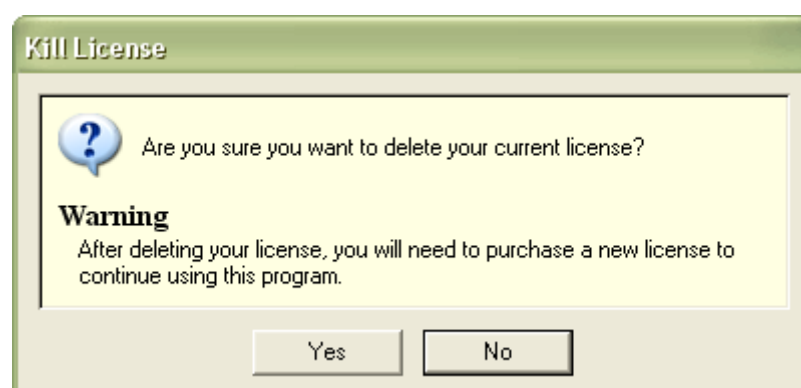 Kill License
Are you sure you want to delete your current license?
Warning
After deleting your license, you will need to purchase a new license to
continue using this program.
Yes No